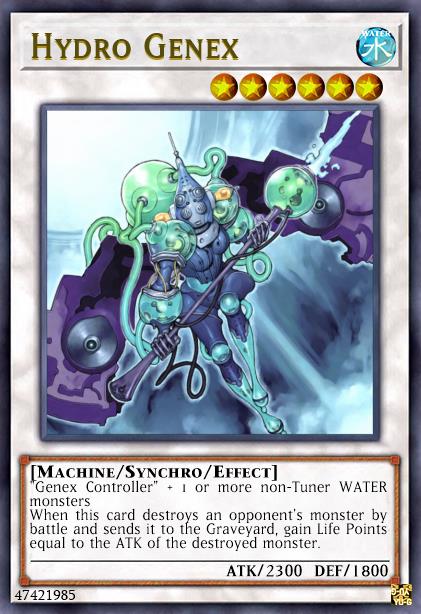 HYDRO GENEX
WATER
水
[MACHINE/SYNCHRO/EFFECT]
"Genex Controller" + 1 or more non-Tuner WATER
monsters
When this card destroys an opponent's monster by
battle and sends it to the Graveyard, gain Life Points
equal to the ATK of the destroyed monster.
ATK/2300 DEF/1800
47421985